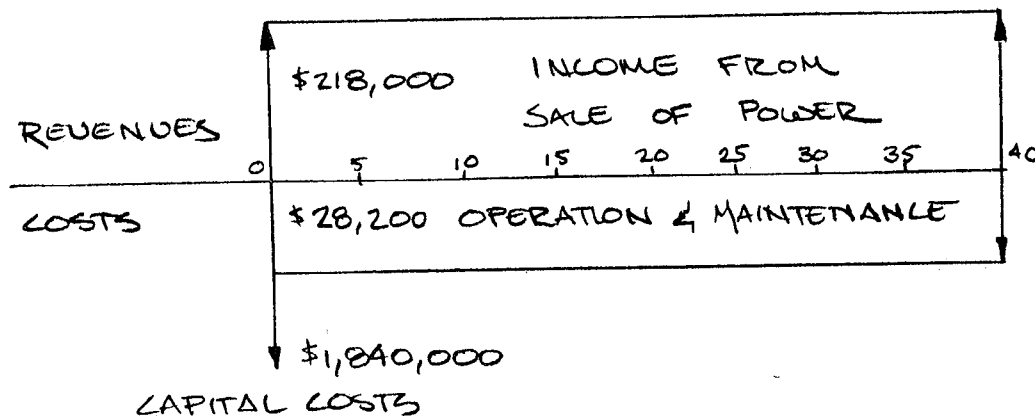 $218,000 INCOME FROM
SALE OF POWER
REVENUES
0 5 10 15 20 25 30 35 40
COSTS $28,200 OPERATION & MAINTENANCE
$1,840,000
CAPITAL COSTS